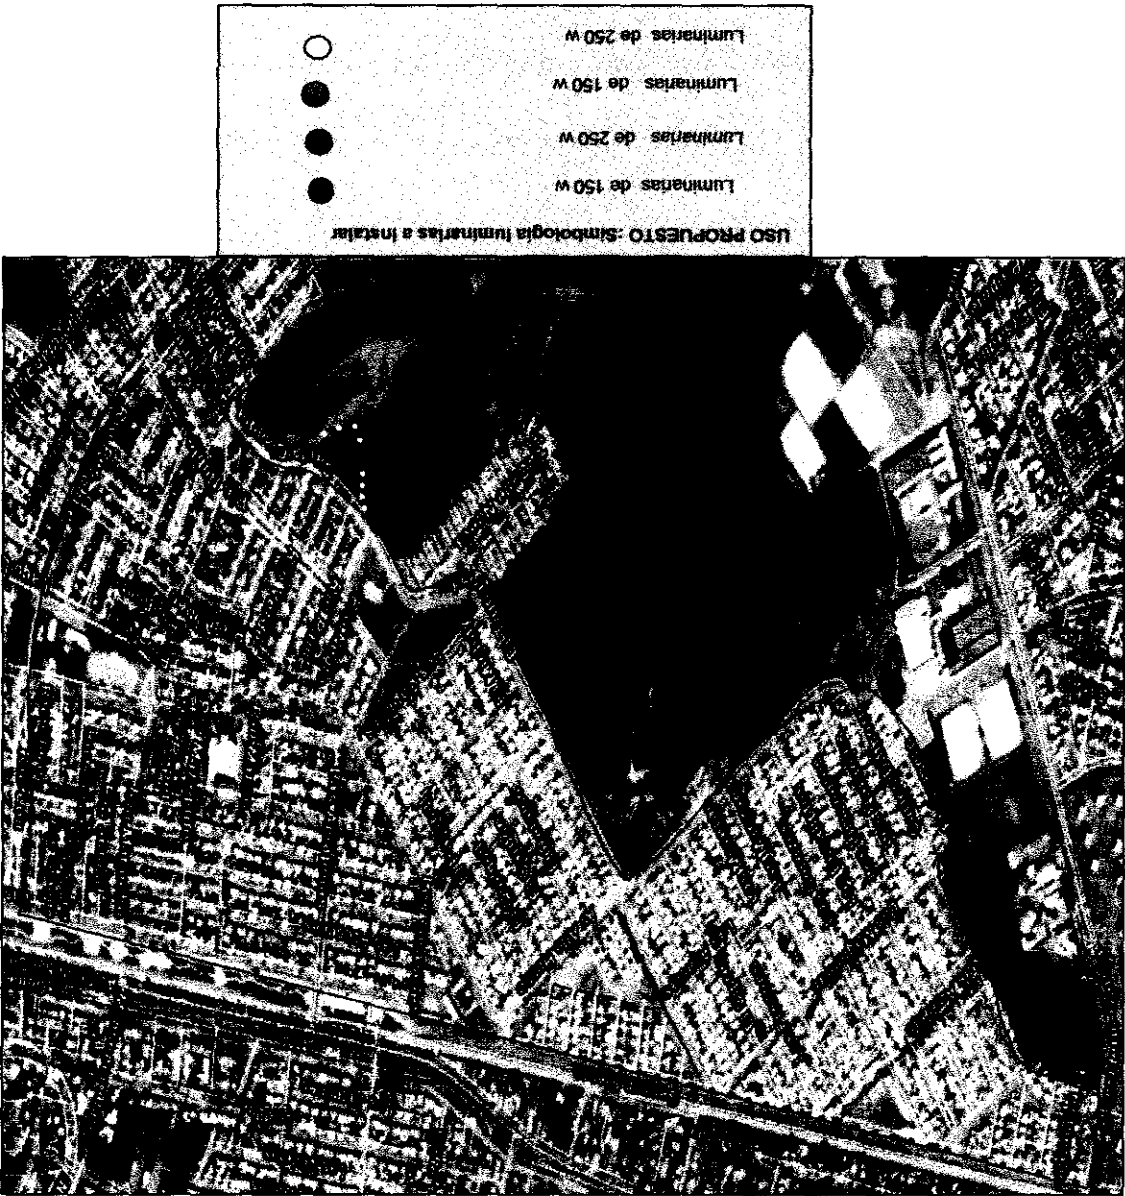 USO PROPUESTO: Simbologia luminarias a Instalar
Luminarias de 150 w
Luminarias de 250 w
Luminarias de 150 w
Luminarias de 250 w